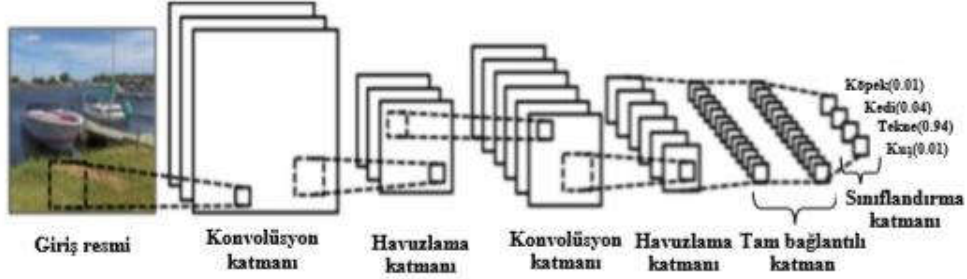 Köpek(0.01)
Kedi(0.04)
Tekne(0.94)
Kuş(0.01)
Sınıflandırma
katmanı
Giriş resmi
Konvolüsyon
katmanı
Havuzlama
katmanı
Konvolüsyon
katmanı
Havuzlama
katmanı
Tam bağlantılı
katman